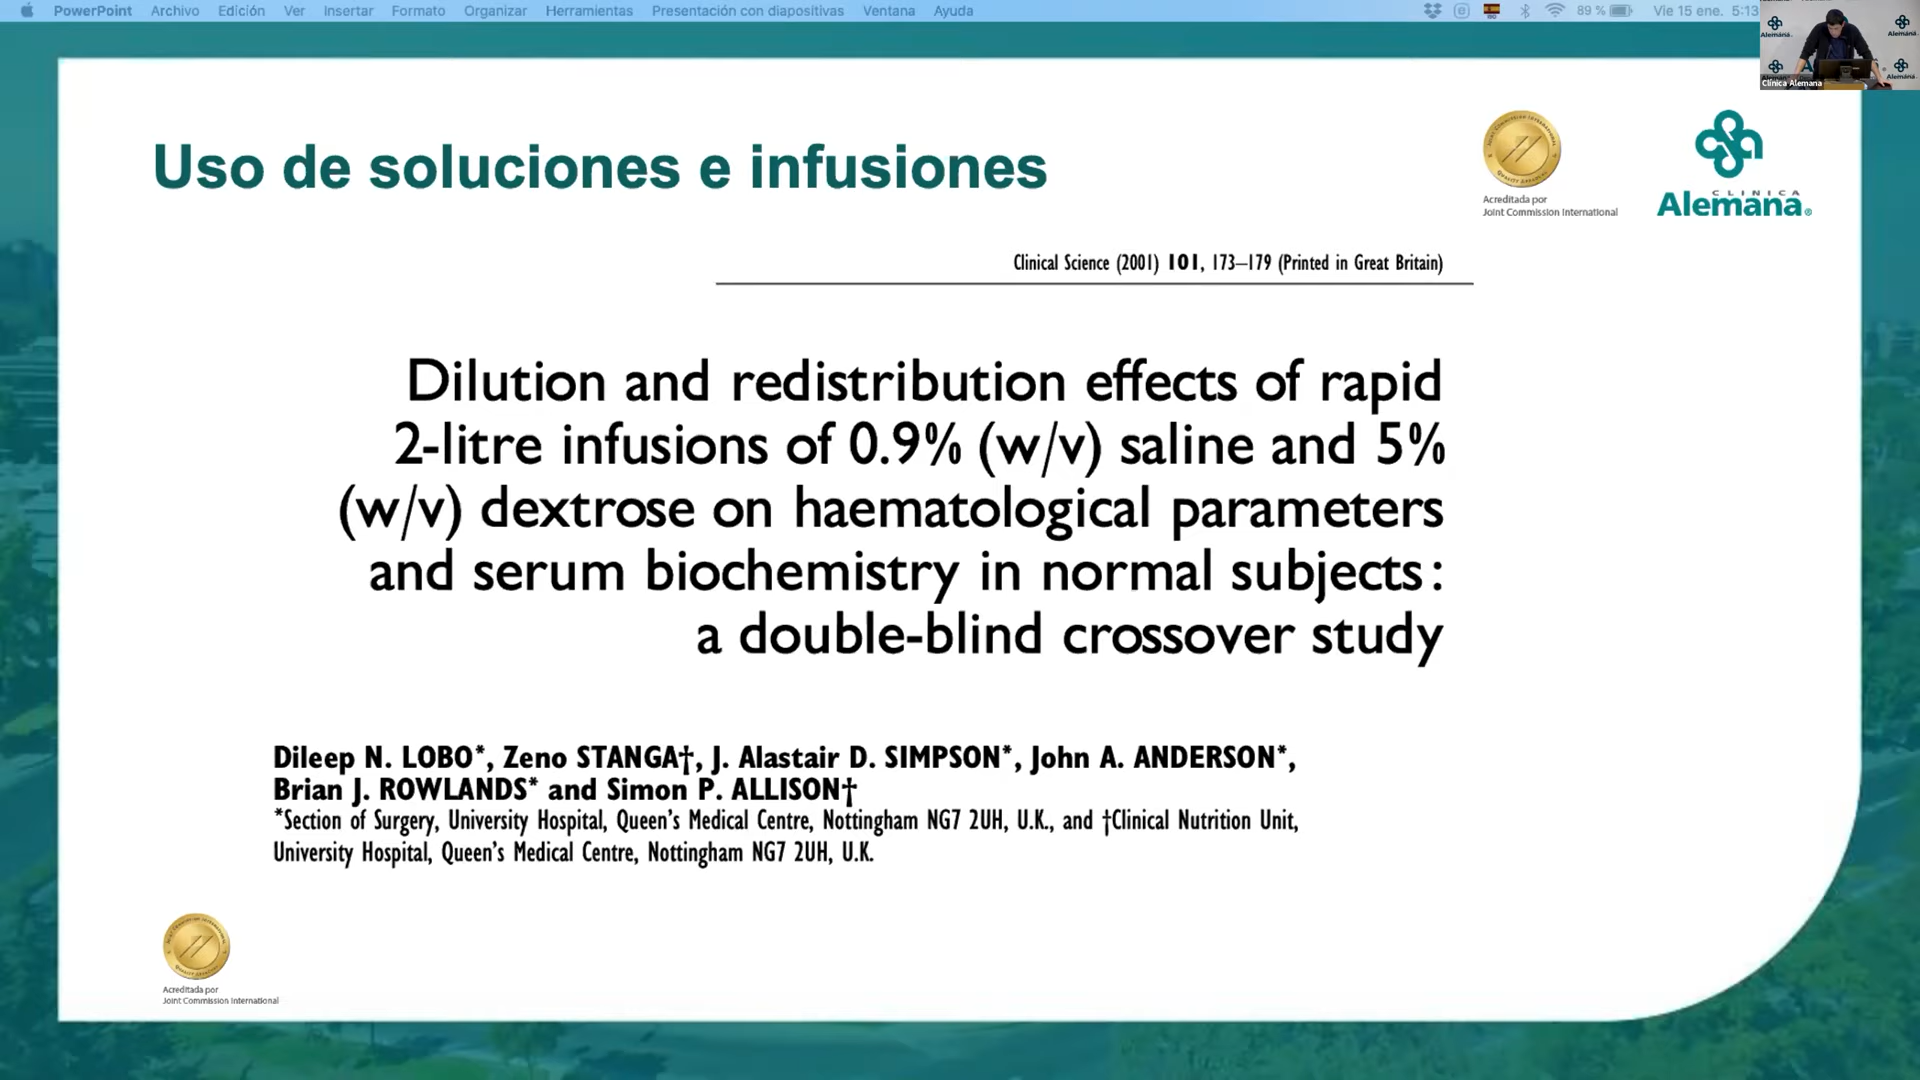 PowerPoint Archivo Edición Ver Insertar Formato Organizar Herramientas Presentación con diapositivas Ventana Ayuda
89 % Vie 15 ene. 5:13
Alemana
Alemana
Alemana
Clínica Alemana
Uso de soluciones e infusiones
Acreditada por
Joint Commission International
CLINICA
Alemana®
Clinical Science (2001) 101, 173–179 (Printed in Great Britain)
Dilution and redistribution effects of rapid
2-litre infusions of 0.9% (w/v) saline and 5%
(w/v) dextrose on haematological parameters
and serum biochemistry in normal subjects:
a double-blind crossover study
Dileep N. LOBO*, Zeno STANGA†, J. Alastair D. SIMPSON*, John A. ANDERSON*,
Brian J. ROWLANDS* and Simon P. ALLISON†
*Section of Surgery, University Hospital, Queen's Medical Centre, Nottingham NG7 2UH, U.K., and †Clinical Nutrition Unit,
University Hospital, Queen's Medical Centre, Nottingham NG7 2UH, U.K.
Acreditada por
Joint Commission International